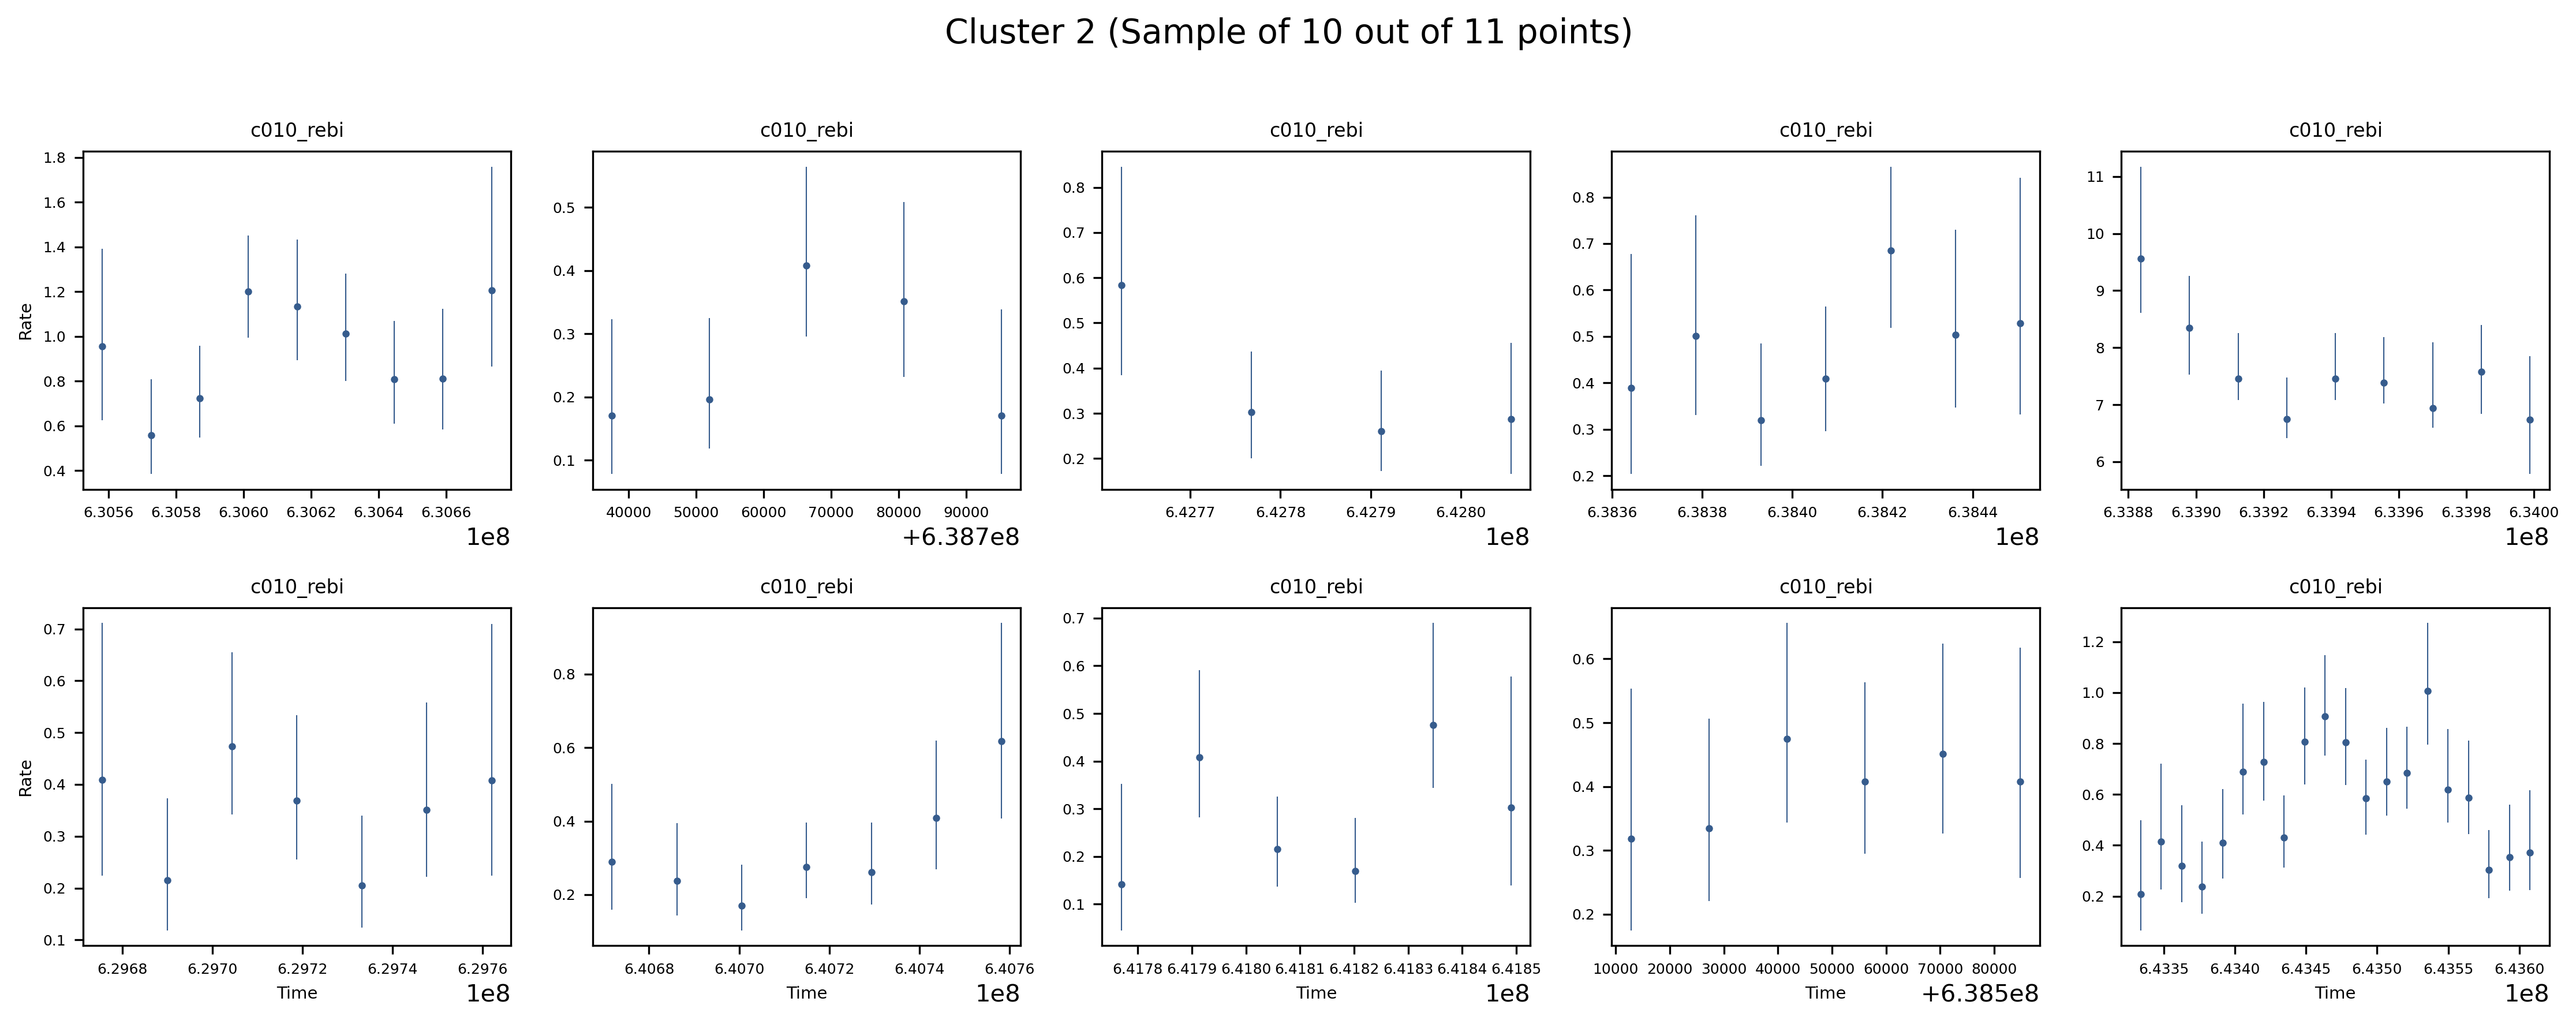 Cluster 2 (Sample of 10 out of 11 points)
c010_rebi c010_rebi c010_rebi c010_rebi c010_rebi
Rate
1.8 1.6 1.4 1.2 1.0 0.8 0.6 0.4
6.3056 6.3058 6.3060 6.3062 6.3064 6.3066
1e8
0.5 0.4 0.3 0.2 0.1
40000 50000 60000 70000 80000 90000
+6.387e8
0.8 0.7 0.6 0.5 0.4 0.3 0.2
6.4277 6.4278 6.4279 6.4280
1e8
0.8 0.7 0.6 0.5 0.4 0.3 0.2
6.3836 6.3838 6.3840 6.3842 6.3844
1e8
11 10 9 8 7 6
6.3388 6.3390 6.3392 6.3394 6.3396 6.3398 6.3400
1e8
c010_rebi c010_rebi c010_rebi c010_rebi c010_rebi
Rate
0.7 0.6 0.5 0.4 0.3 0.2 0.1
6.2968 6.2970 6.2972 6.2974 6.2976
Time 1e8
0.8 0.6 0.4 0.2
6.4068 6.4070 6.4072 6.4074 6.4076
Time 1e8
0.7 0.6 0.5 0.4 0.3 0.2 0.1
6.4178 6.4179 6.4180 6.4181 6.4182 6.4183 6.4184 6.4185
Time 1e8
0.6 0.5 0.4 0.3 0.2
10000 20000 30000 40000 50000 60000 70000 80000
Time +6.385e8
1.2 1.0 0.8 0.6 0.4 0.2
6.4335 6.4340 6.4345 6.4350 6.4355 6.4360
Time 1e8